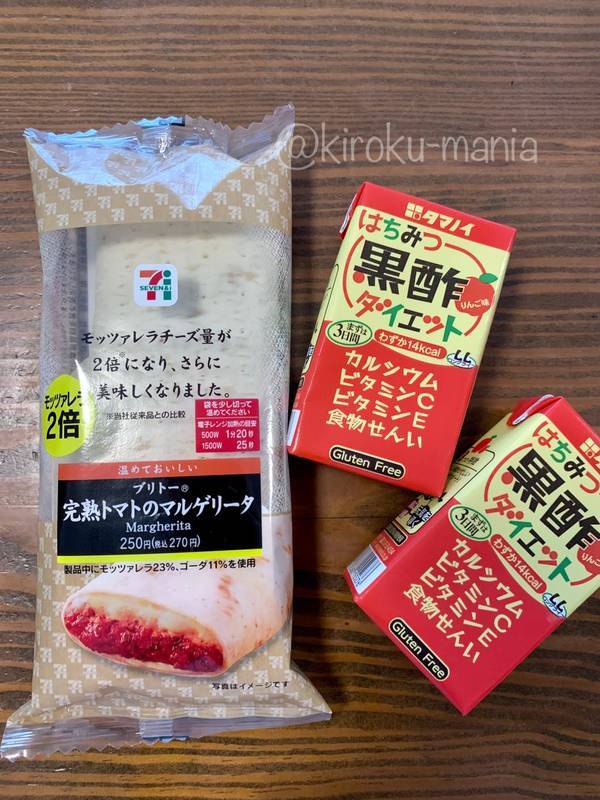 @kiroku-mania
SEVEN&i
モッツァレラチーズ量が
2倍※になり、さらに
美味しくなりました。
※当社従来品との比較
モッツァレラ
2倍
袋を少し切って
温めてください
電子レンジ加熱の目安
500W 1分20秒
1500W 25秒
温めておいしい
ブリトー®
完熟トマトのマルゲリータ
Margherita
250円(税込270円)
製品中にモッツァレラ23%、ゴーダ11%を使用
写真はイメージです
タマノイ
はちみつ
黒酢
りんご味
ダイエット
まずは
3日間
わずか14kcal
カルシウム
ビタミンC
ビタミンE
食物せんい
Gluten Free
はちみつ
黒酢
りんご味
ダイエット
まずは
3日間
わずか14kcal
カルシウム
ビタミンC
ビタミンE
食物せんい
Gluten Free